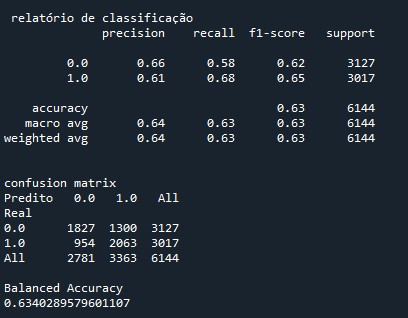 relatório de classificação
precision recall f1-score support
0.0 0.66 0.58 0.62 3127
1.0 0.61 0.68 0.65 3017
accuracy 0.63 6144
macro avg 0.64 0.63 0.63 6144
weighted avg 0.64 0.63 0.63 6144
confusion matrix
Predito 0.0 1.0 All
Real
0.0 1827 1300 3127
1.0 954 2063 3017
All 2781 3363 6144
Balanced Accuracy
0.6340289579601107